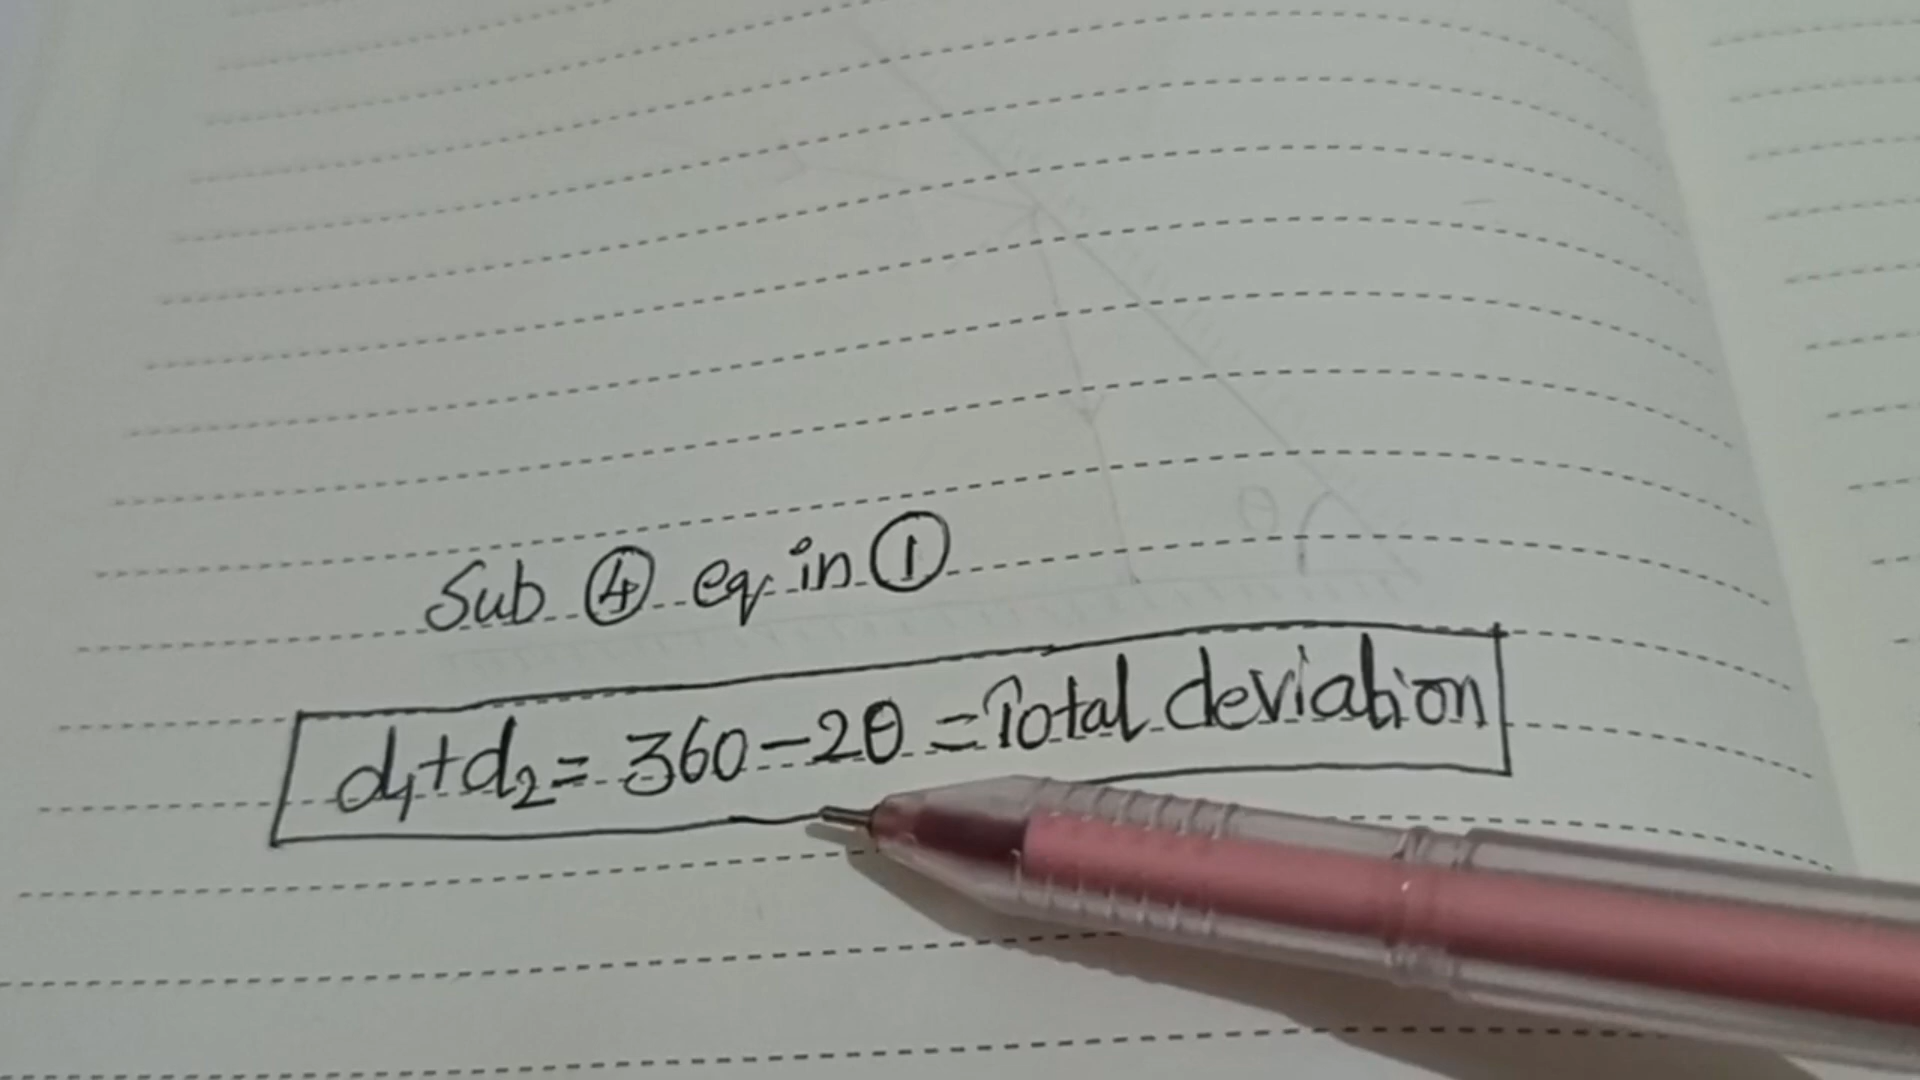 Sub ④ eq in ①
d₁+d₂ = 360-2θ = Total deviation
θ